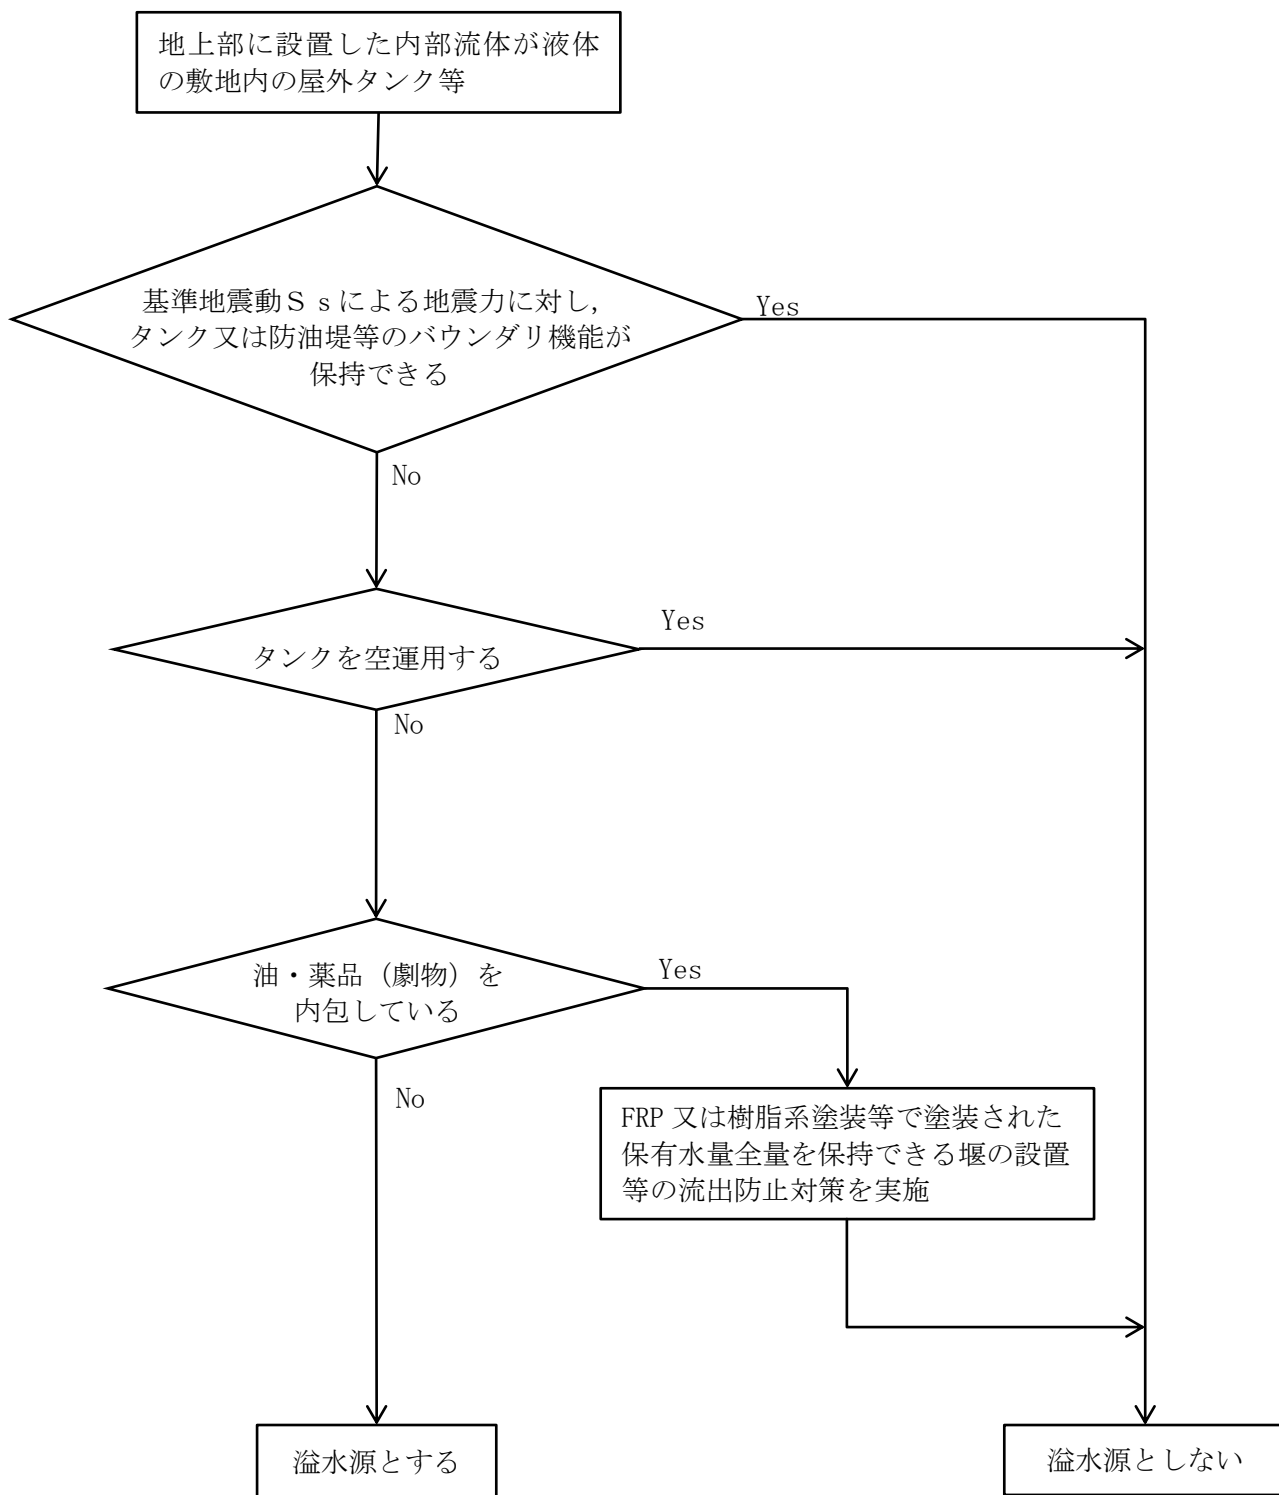 地上部に設置した内部流体が液体
の敷地内の屋外タンク等
基準地震動Ｓｓによる地震力に対し,
タンク又は防油堤等のバウンダリ機能が
保持できる
Yes
No
タンクを空運用する
Yes
No
油・薬品（劇物）を
内包している
Yes
No
FRP 又は樹脂系塗装等で塗装された
保有水量全量を保持できる堰の設置
等の流出防止対策を実施
溢水源とする
溢水源としない